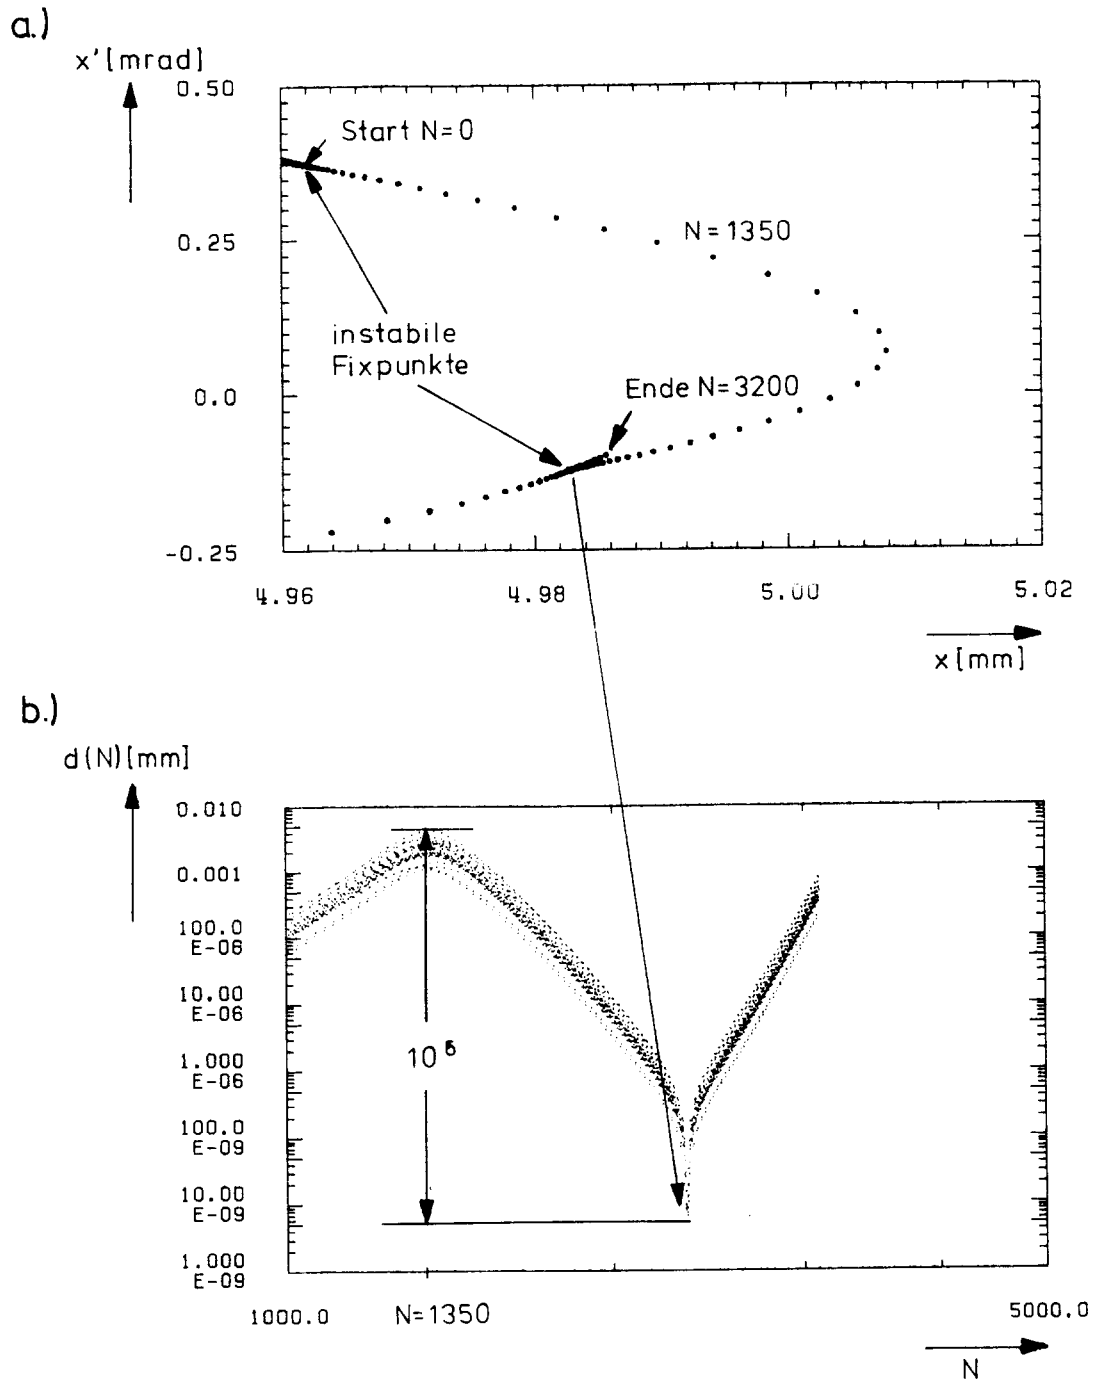 a.)
x'[mrad]
0.50
Start N=0
0.25
N=1350
instabile
Fixpunkte
Ende N=3200
0.0
-0.25
4.96 4.98 5.00 5.02
x[mm]
b.)
d(N)[mm]
0.010
0.001
100.0
E-06
10.00
E-06
10⁶
1.000
E-06
100.0
E-09
10.00
E-09
1.000
E-09
1000.0 N=1350 5000.0
N